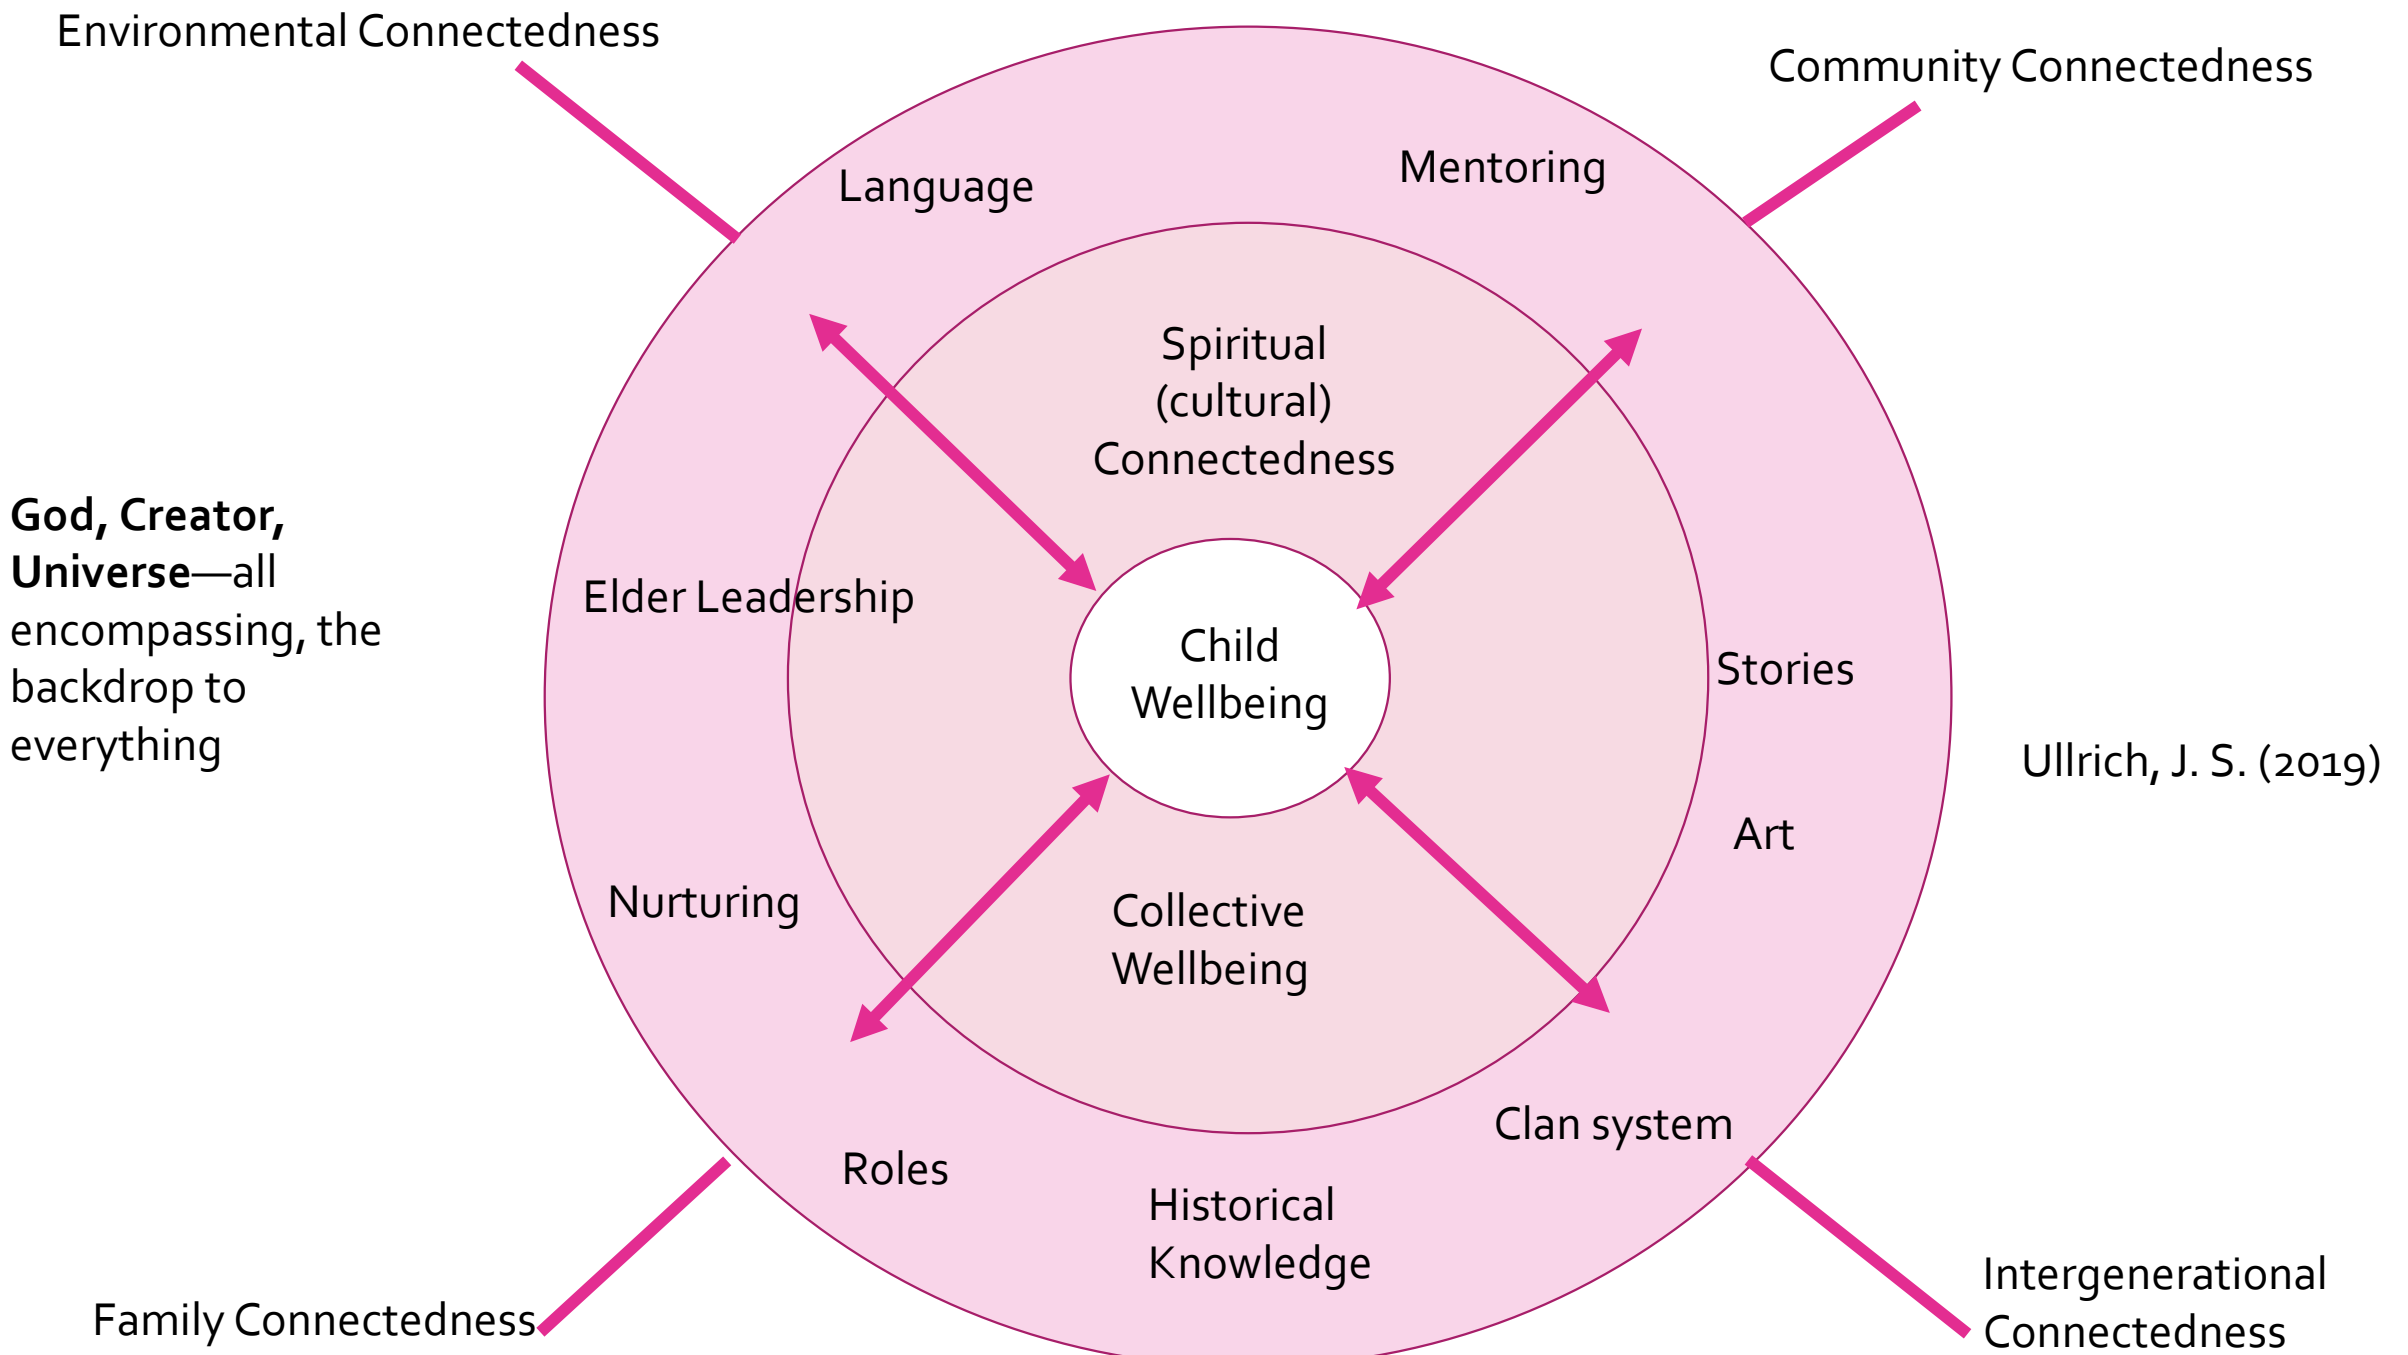 Environmental Connectedness
Community Connectedness
Language
Mentoring
Spiritual
(cultural)
Connectedness
God, Creator,
Universe—all
encompassing, the
backdrop to
everything
Elder Leadership
Child
Wellbeing
Stories
Ullrich, J. S. (2019)
Art
Nurturing
Collective
Wellbeing
Clan system
Roles
Historical
Knowledge
Family Connectedness
Intergenerational
Connectedness